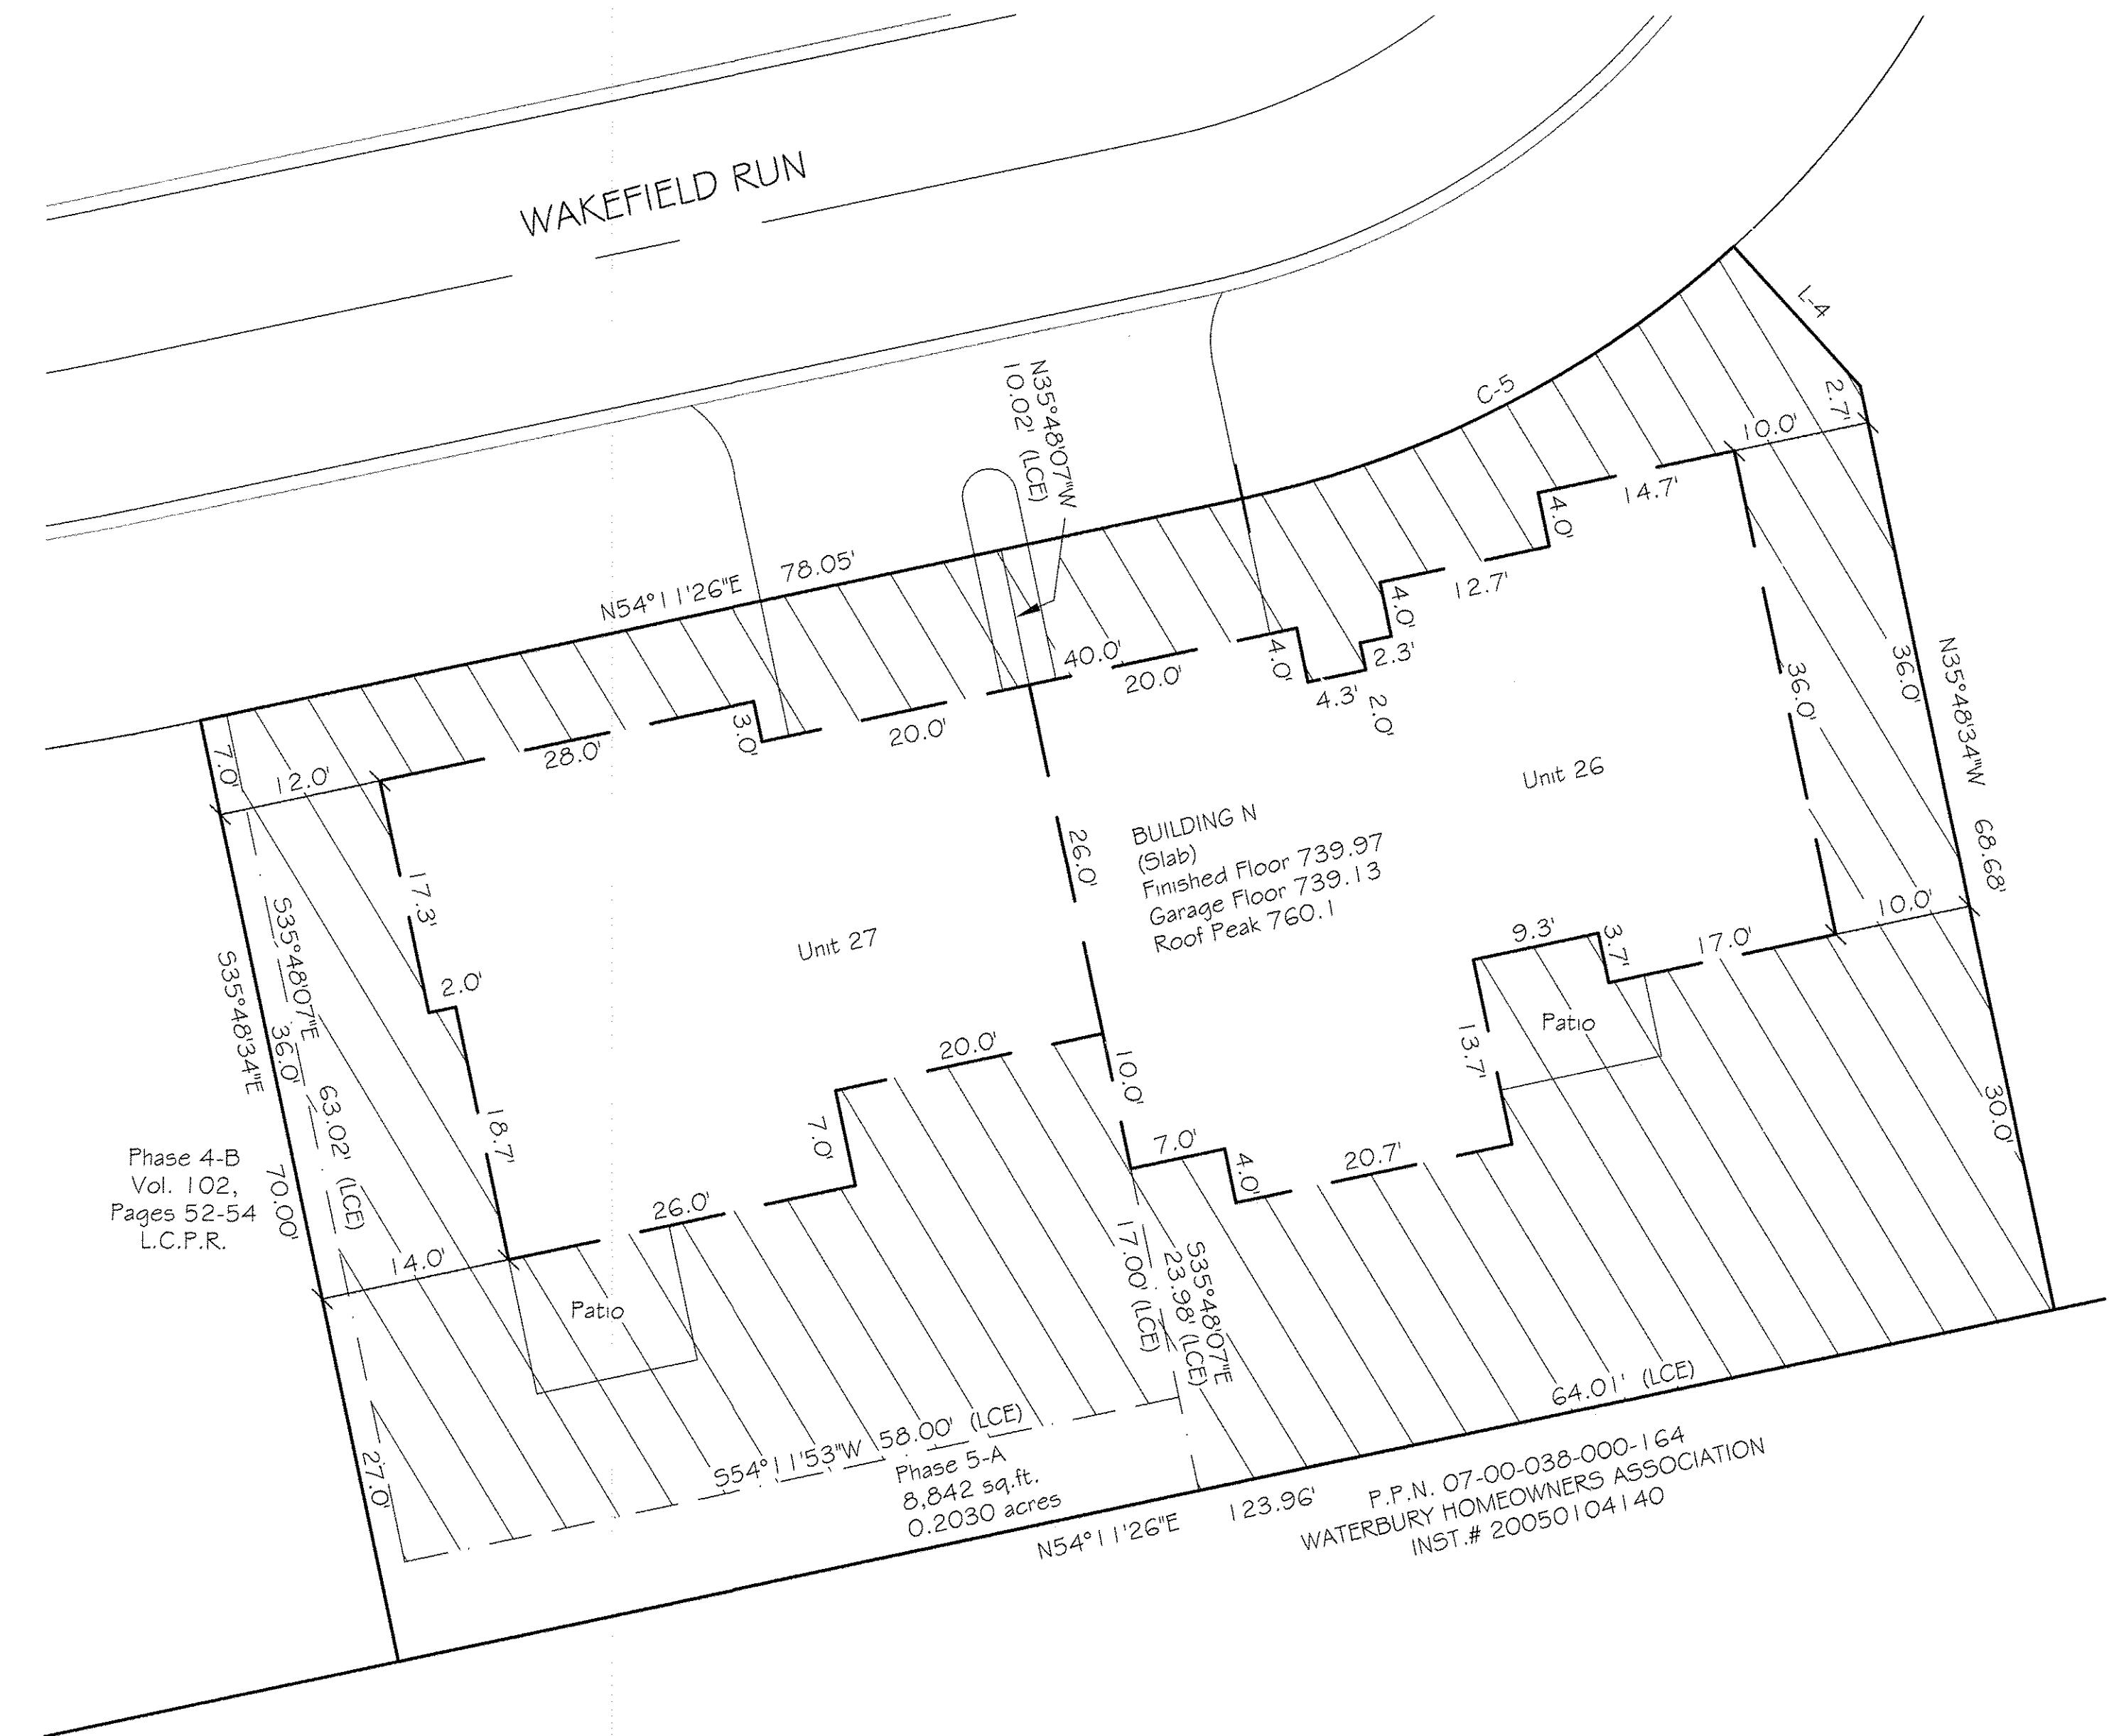 WAKEFIELD RUN
L-4
C-5
2.7'
10.0'
N35°48'07"W
10.02' (LCE)
14.7'
4.0'
N54°11'26"E 78.05'
12.7'
4.0'
2.3'
40.0'
20.0'
4.0'
4.3'
2.0'
3.0'
20.0'
28.0'
7.0'
12.0'
36.0'
36.0'
N35°48'34"W 68.68'
Unit 26
BUILDING N
(Slab)
Finished Floor 739.97
Garage Floor 739.13
Roof Peak 760.1
26.0'
17.3'
Unit 27
10.0'
9.3'
3.7'
17.0'
2.0'
S35°48'07"E
63.02' (LCE)
S35°48'34"E
70.00'
36.0'
Patio
20.0'
10.0'
13.7'
30.0'
18.7'
7.0'
7.0'
4.0'
20.7'
Phase 4-B
Vol. 102,
Pages 52-54
L.C.P.R.
26.0'
14.0'
Patio
17.00' (LCE)
S35°48'07"E
23.98' (LCE)
64.01' (LCE)
S54°11'53"W 58.00' (LCE)
27.0'
Phase 5-A
8,842 sq.ft.
0.2030 acres
N54°11'26"E 123.96'
P.P.N. 07-00-038-000-164
WATERBURY HOMEOWNERS ASSOCIATION
INST.# 20050104140